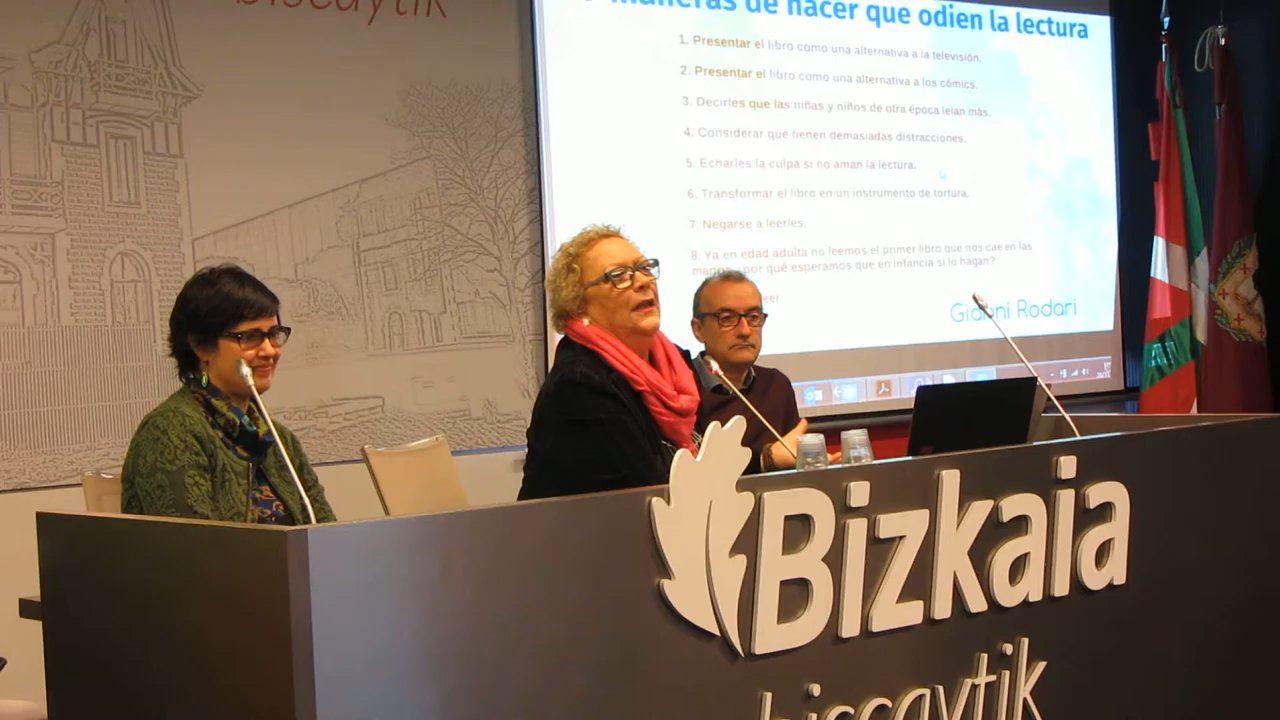 biscaytik
maneras de hacer que odien la lectura
1. Presentar el libro como una alternativa a la televisión.
2. Presentar el libro como una alternativa a los cómics.
3. Decirles que las niñas y niños de otra época leían más.
4. Considerar que tienen demasiadas distracciones.
5. Echarles la culpa si no aman la lectura.
6. Transformar el libro en un instrumento de tortura.
7. Negarse a leerles.
8. Ya en edad adulta no leemos el primer libro que nos cae en las
por qué esperamos que en infancia sí lo hagan?
leer.
Gianni Rodari
Bizkaia
biscaytik